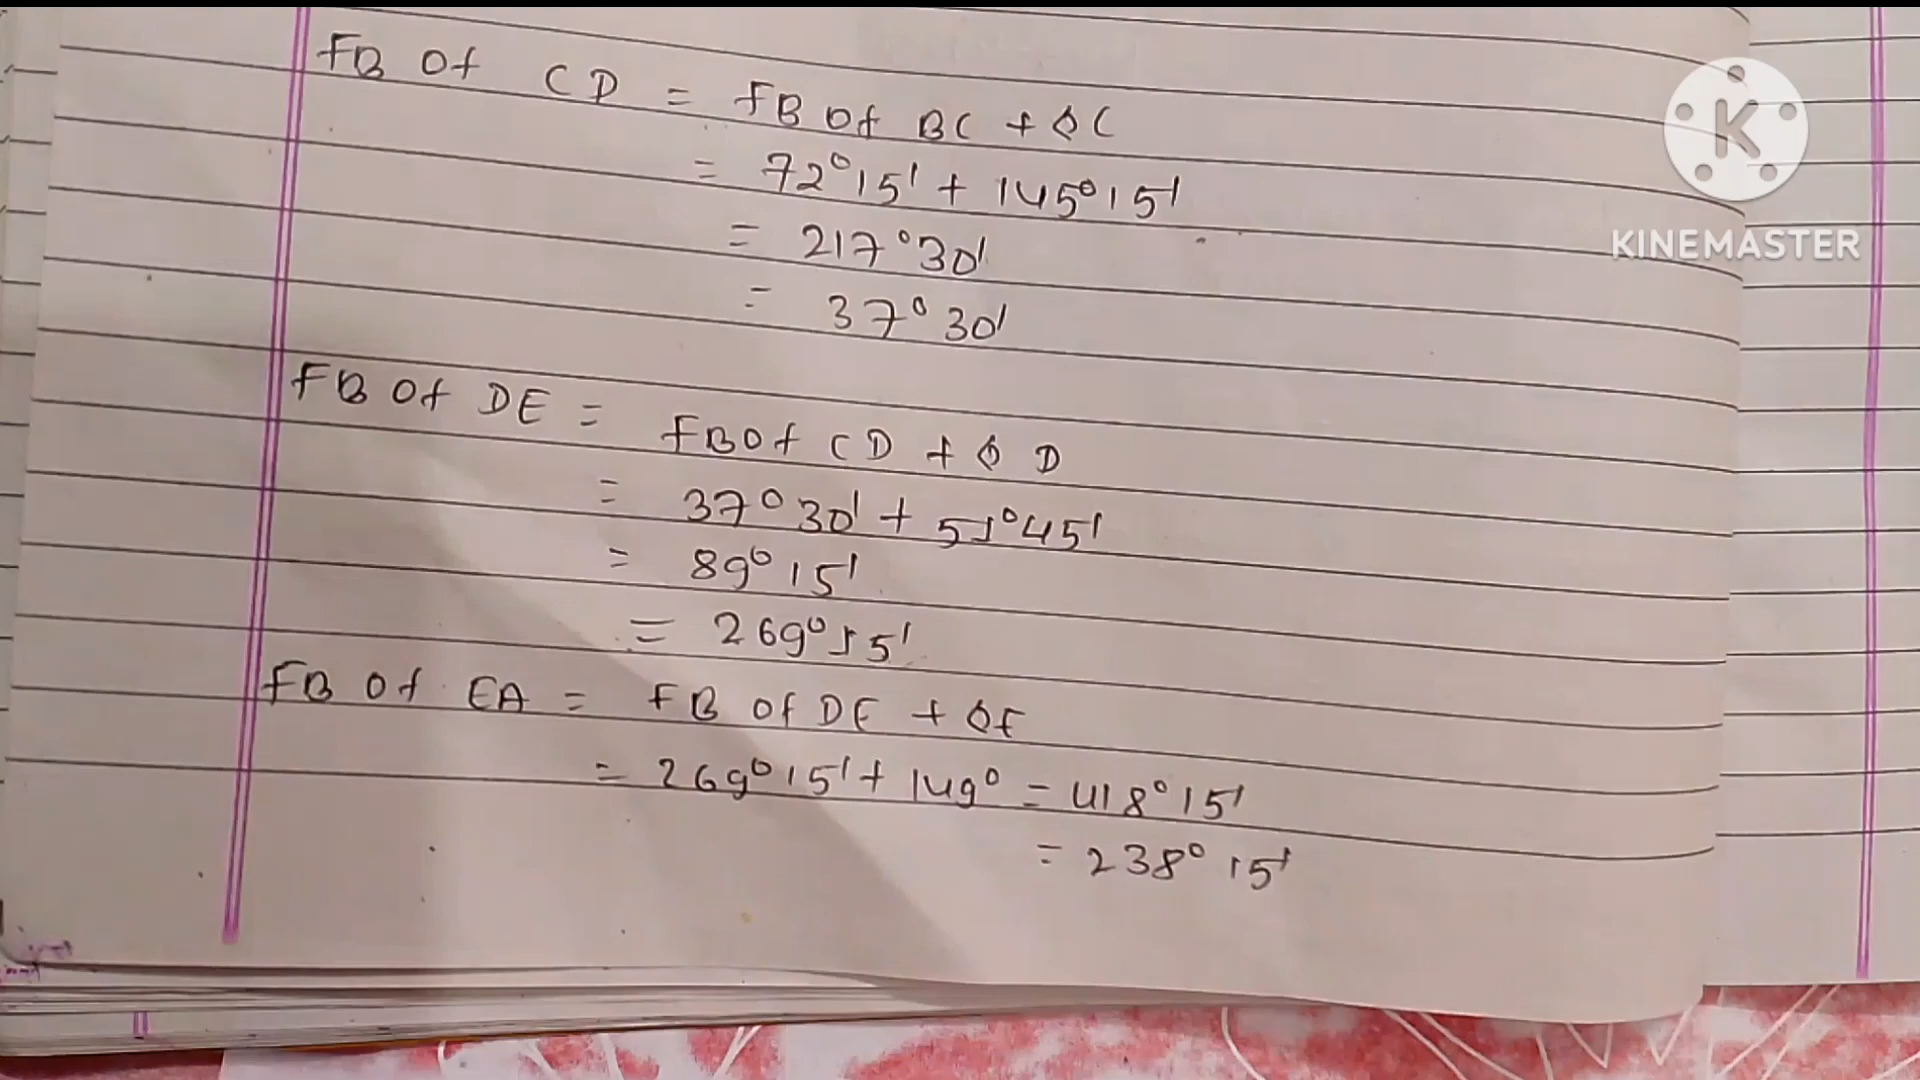 FB Of CD = FB Of BC + ◊C
= 72°15' + 145°15'
= 217°30'
= 37°30'
FB Of DE = FB Of CD + ◊ D
= 37°30' + 51°45'
= 89°15'
= 269°15'
FB Of EA = FB Of DE + ◊E
= 269°15' + 149° = 418°15'
= 238°15'
K
KINEMASTER